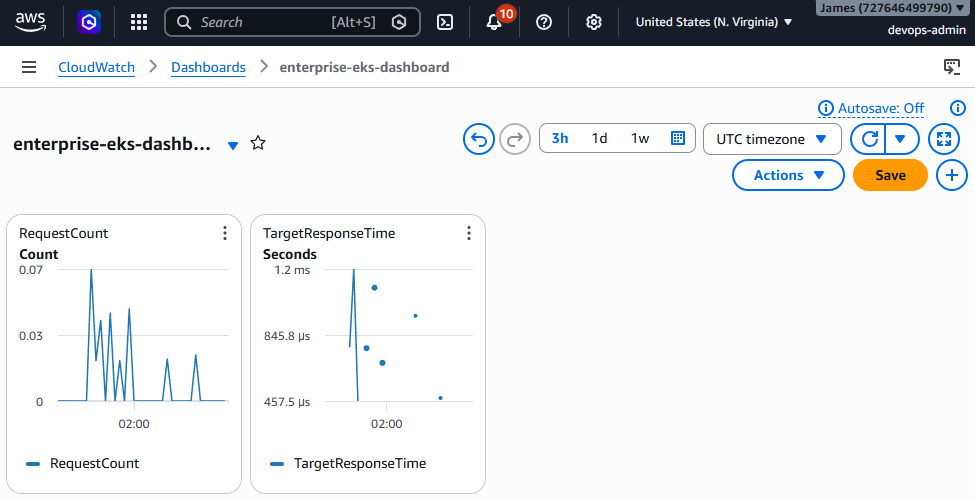 aws
Search [Alt+S]
10
United States (N. Virginia)
James (727646499790)
devops-admin
CloudWatch
Dashboards
enterprise-eks-dashboard
Autosave: Off
enterprise-eks-dashb...
3h 1d 1w
UTC timezone
Actions
Save
RequestCount
Count
0.07
0.03
0
02:00
RequestCount
TargetResponseTime
Seconds
1.2 ms
845.8 µs
457.5 µs
02:00
TargetResponseTime